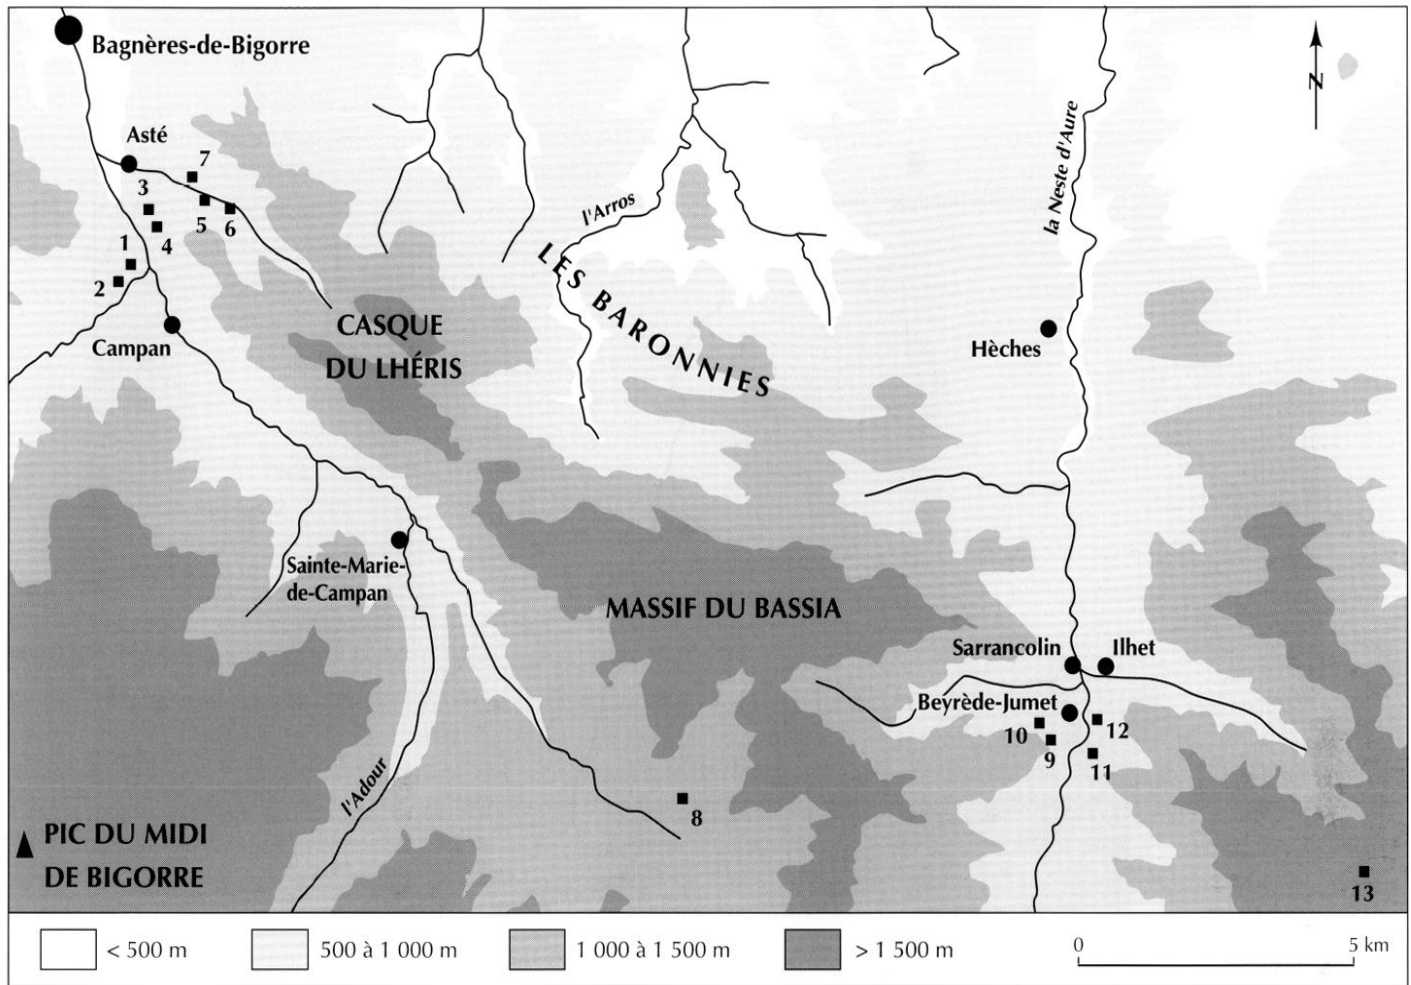 Bagnères-de-Bigorre
N
Asté
7
la Neste d'Aure
3
5
6
4
l'Arros
1
2
LES BARONNIES
CASQUE
DU LHÉRIS
Campan
Hèches
Sainte-Marie-
de-Campan
MASSIF DU BASSIA
Sarrancolin
Ilhet
Beyrède-Jumet
10
12
9
11
l'Adour
8
PIC DU MIDI
DE BIGORRE
13
< 500 m
500 à 1 000 m
1 000 à 1 500 m
> 1 500 m
0
5 km